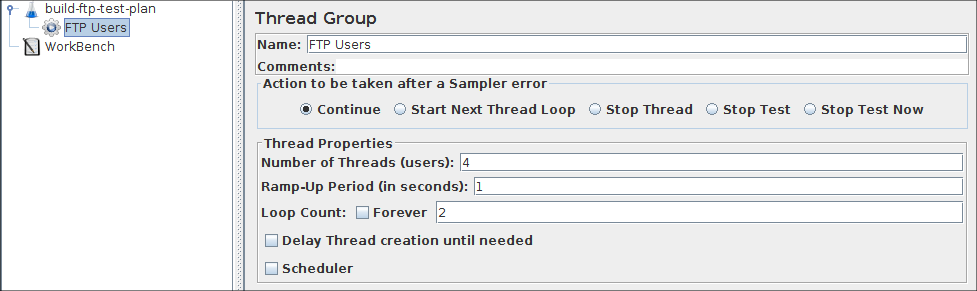 build-ftp-test-plan
FTP Users
WorkBench
Thread Group
Name: FTP Users
Comments:
Action to be taken after a Sampler error
Continue Start Next Thread Loop Stop Thread Stop Test Stop Test Now
Thread Properties
Number of Threads (users): 4
Ramp-Up Period (in seconds): 1
Loop Count: Forever 2
Delay Thread creation until needed
Scheduler